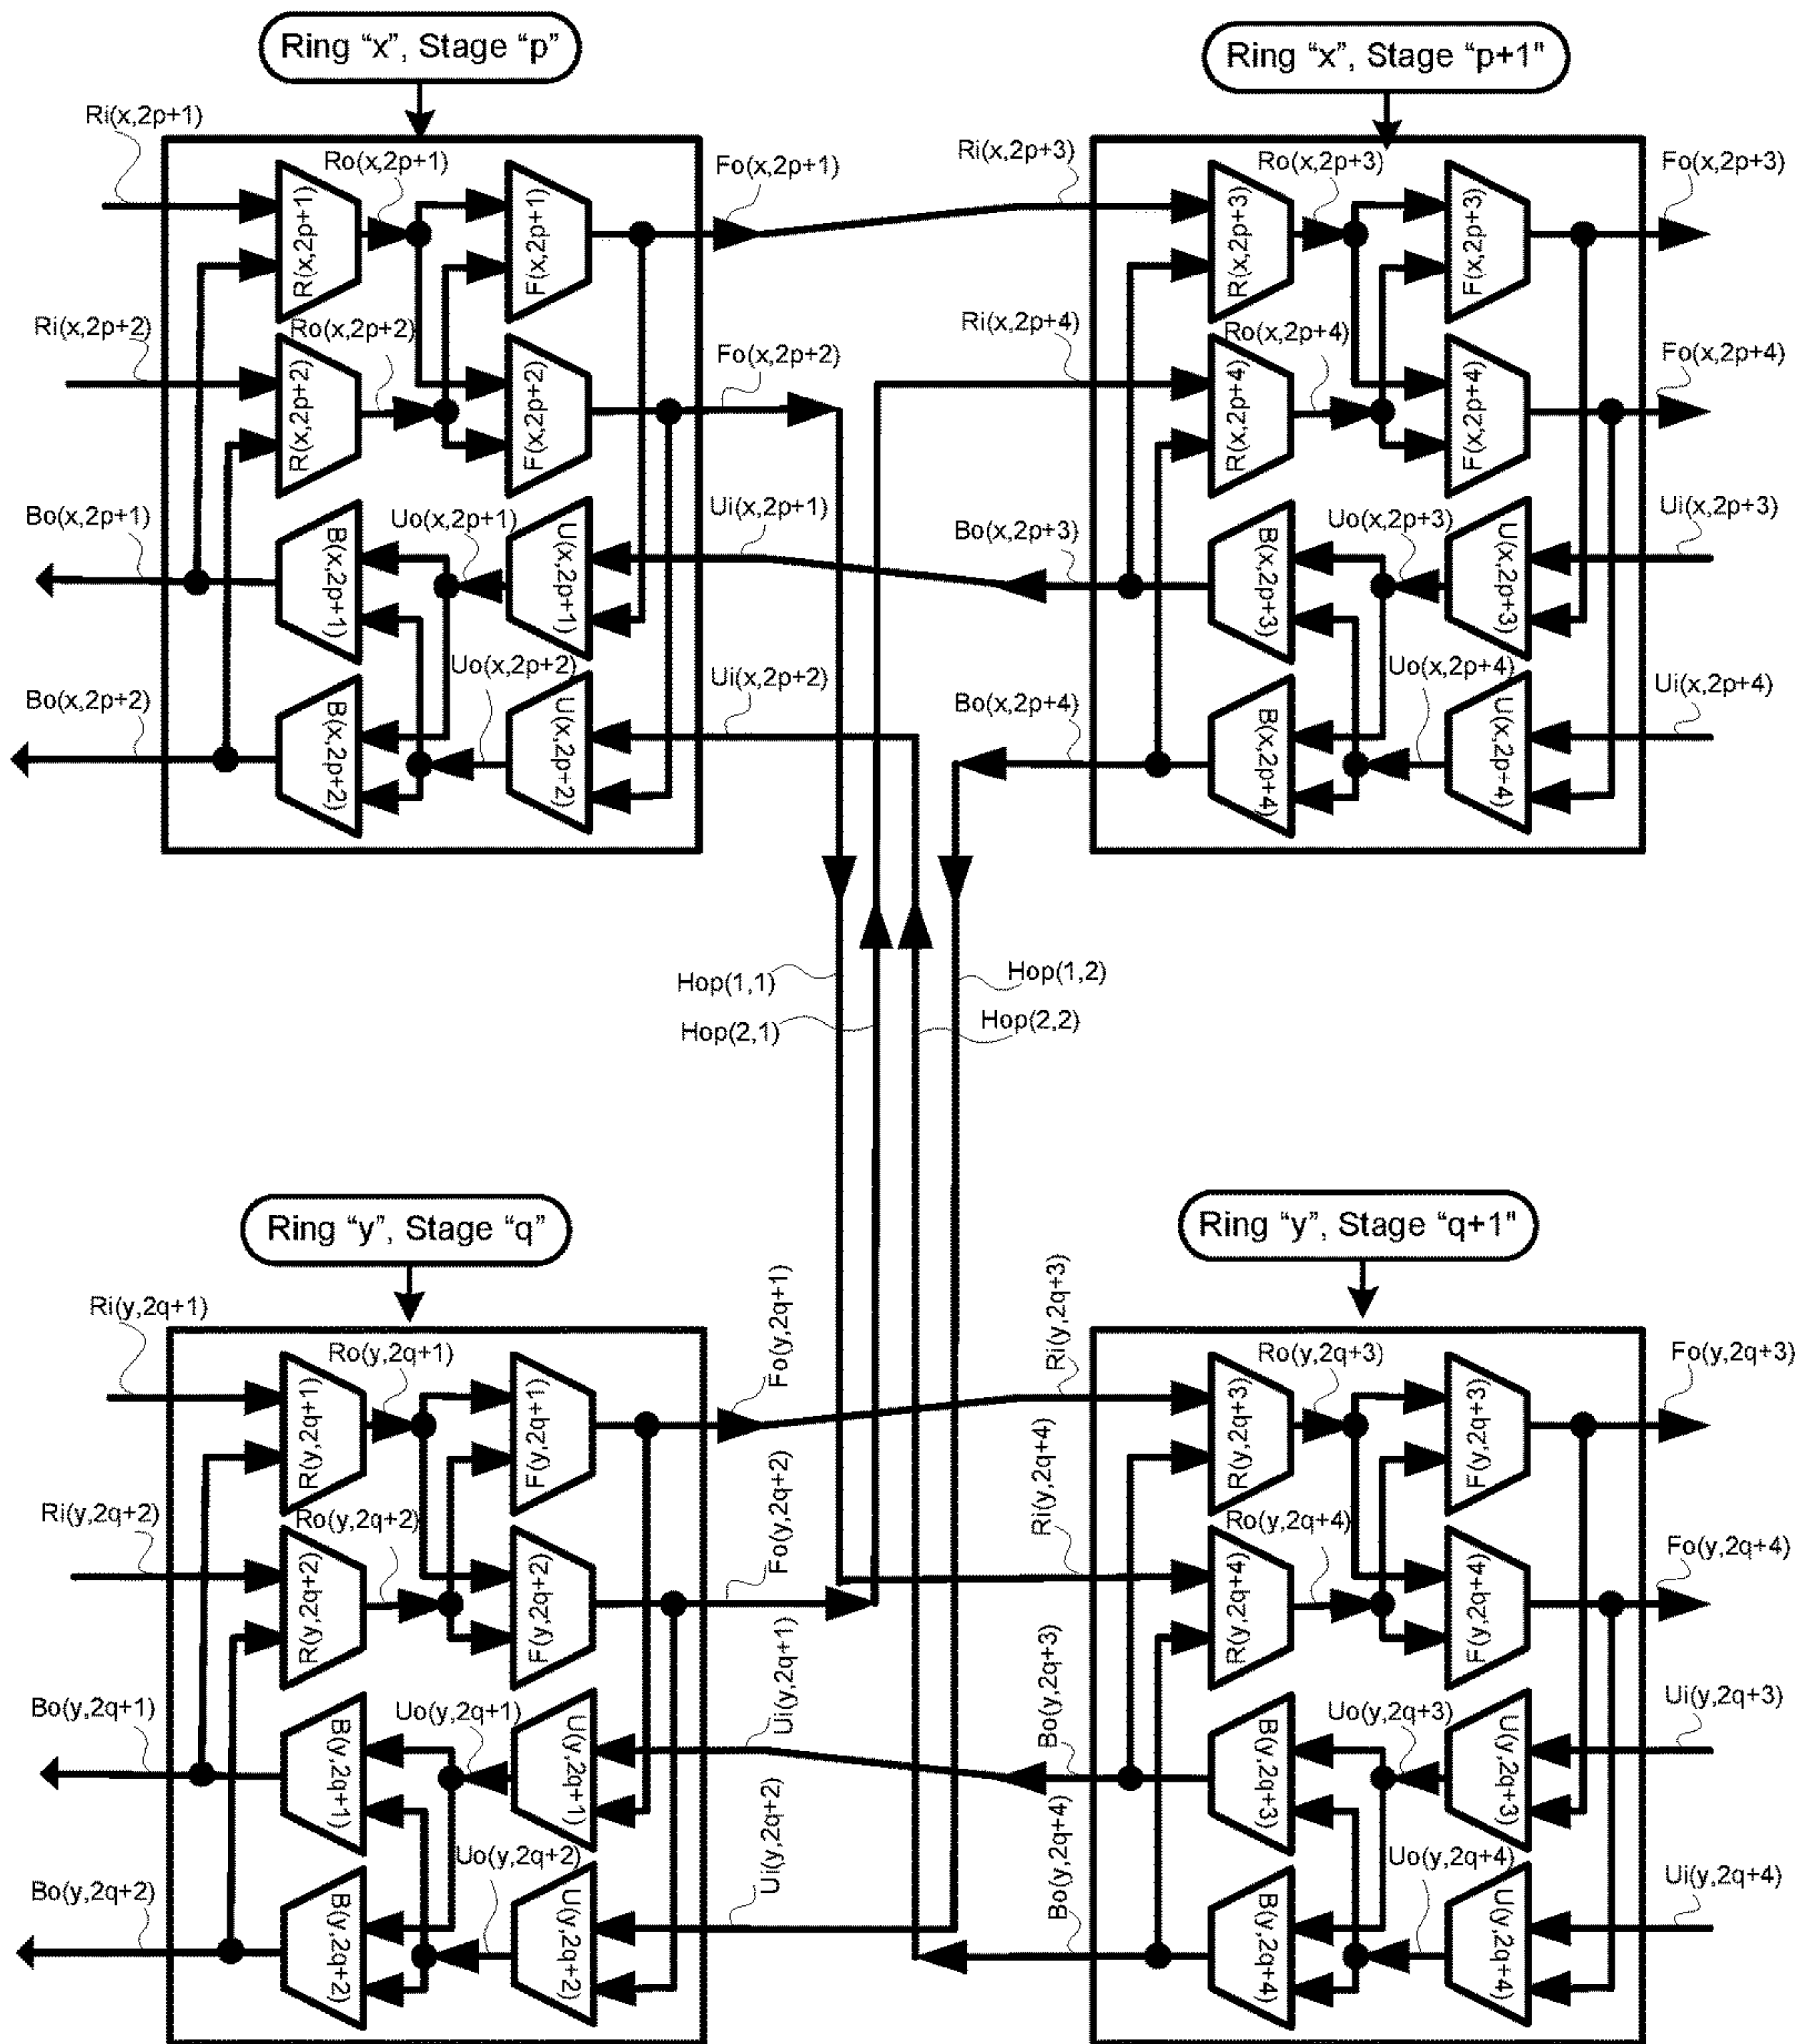 Ring “x”, Stage “p”
Ring “x”, Stage “p+1"
Ri(x,2p+1)
Ro(x,2p+1)
R(x,2p+1)
F(x,2p+1)
Fo(x,2p+1)
Ri(x,2p+2)
Ro(x,2p+2)
R(x,2p+2)
F(x,2p+2)
Fo(x,2p+2)
Bo(x,2p+1)
B(x,2p+1)
Uo(x,2p+1)
U(x,2p+1)
Ui(x,2p+1)
Bo(x,2p+2)
B(x,2p+2)
Uo(x,2p+2)
U(x,2p+2)
Ui(x,2p+2)
Ri(x,2p+3)
Ro(x,2p+3)
R(x,2p+3)
F(x,2p+3)
Fo(x,2p+3)
Ri(x,2p+4)
Ro(x,2p+4)
R(x,2p+4)
F(x,2p+4)
Fo(x,2p+4)
Bo(x,2p+3)
B(x,2p+3)
Uo(x,2p+3)
U(x,2p+3)
Ui(x,2p+3)
Bo(x,2p+4)
B(x,2p+4)
Uo(x,2p+4)
U(x,2p+4)
Ui(x,2p+4)
Hop(1,1)
Hop(1,2)
Hop(2,1)
Hop(2,2)
Ring “y”, Stage “q”
Ring “y”, Stage “q+1"
Ri(y,2q+1)
Ro(y,2q+1)
R(y,2q+1)
F(y,2q+1)
Fo(y,2q+1)
Ri(y,2q+2)
Ro(y,2q+2)
R(y,2q+2)
F(y,2q+2)
Fo(y,2q+2)
Bo(y,2q+1)
B(y,2q+1)
Uo(y,2q+1)
U(y,2q+1)
Ui(y,2q+1)
Bo(y,2q+2)
B(y,2q+2)
Uo(y,2q+2)
U(y,2q+2)
Ui(y,2q+2)
Ri(y,2q+3)
Ro(y,2q+3)
R(y,2q+3)
F(y,2q+3)
Fo(y,2q+3)
Ri(y,2q+4)
Ro(y,2q+4)
R(y,2q+4)
F(y,2q+4)
Fo(y,2q+4)
Bo(y,2q+3)
B(y,2q+3)
Uo(y,2q+3)
U(y,2q+3)
Ui(y,2q+3)
Bo(y,2q+4)
B(y,2q+4)
Uo(y,2q+4)
U(y,2q+4)
Ui(y,2q+4)